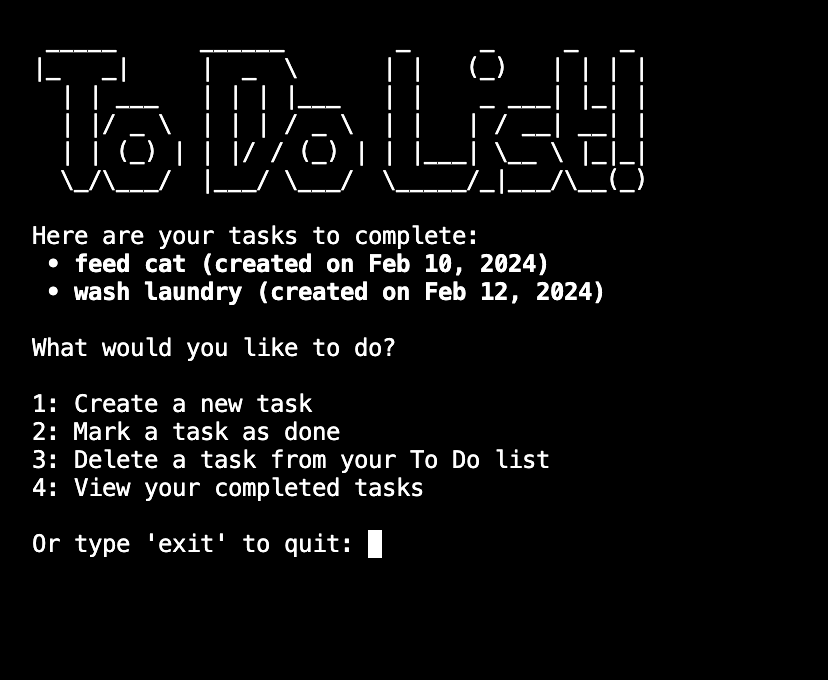 To Do List!
Here are your tasks to complete:
• feed cat (created on Feb 10, 2024)
• wash laundry (created on Feb 12, 2024)
What would you like to do?
1: Create a new task
2: Mark a task as done
3: Delete a task from your To Do list
4: View your completed tasks
Or type 'exit' to quit: